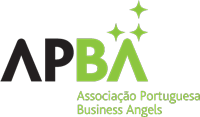 APBA
Associação Portuguesa
Business Angels